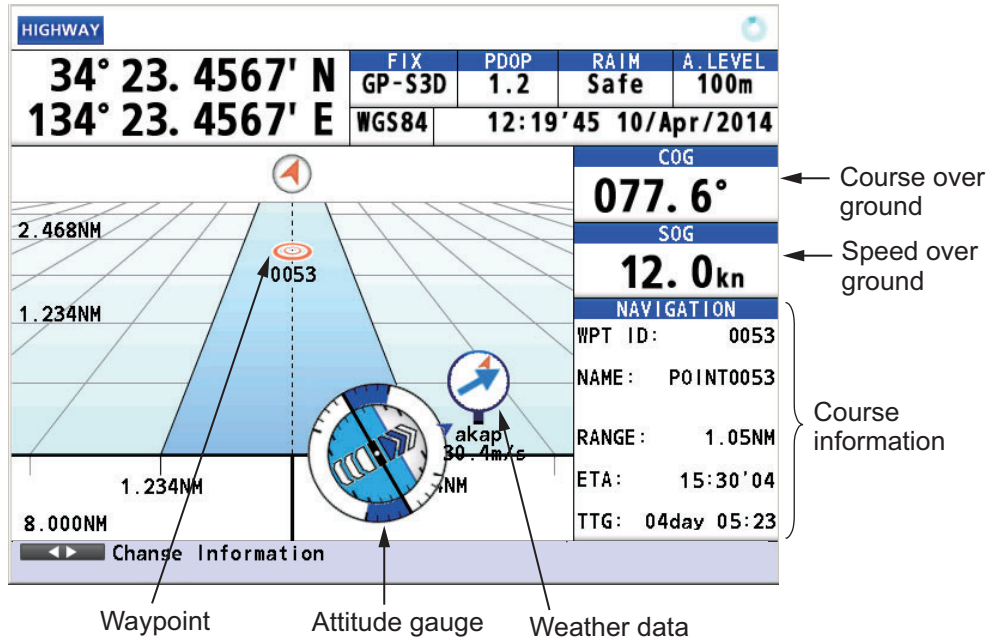 HIGHWAY
34° 23. 4567' N
134° 23. 4567' E
FIX PDOP RAIM A.LEVEL
GP-S3D 1.2 Safe 100m
WGS84 12:19'45 10/Apr/2014
COG
077. 6°
Course over
ground
SOG
12. 0kn
Speed over
ground
2.468NM
0053
1.234NM
NAVIGATION
WPT ID: 0053
NAME: POINT0053
RANGE: 1.05NM
ETA: 15:30'04
TTG: 04day 05:23
Course
information
akap
30.4m/s
1.234NM
NM
8.000NM
Change Information
Waypoint
Attitude gauge
Weather data